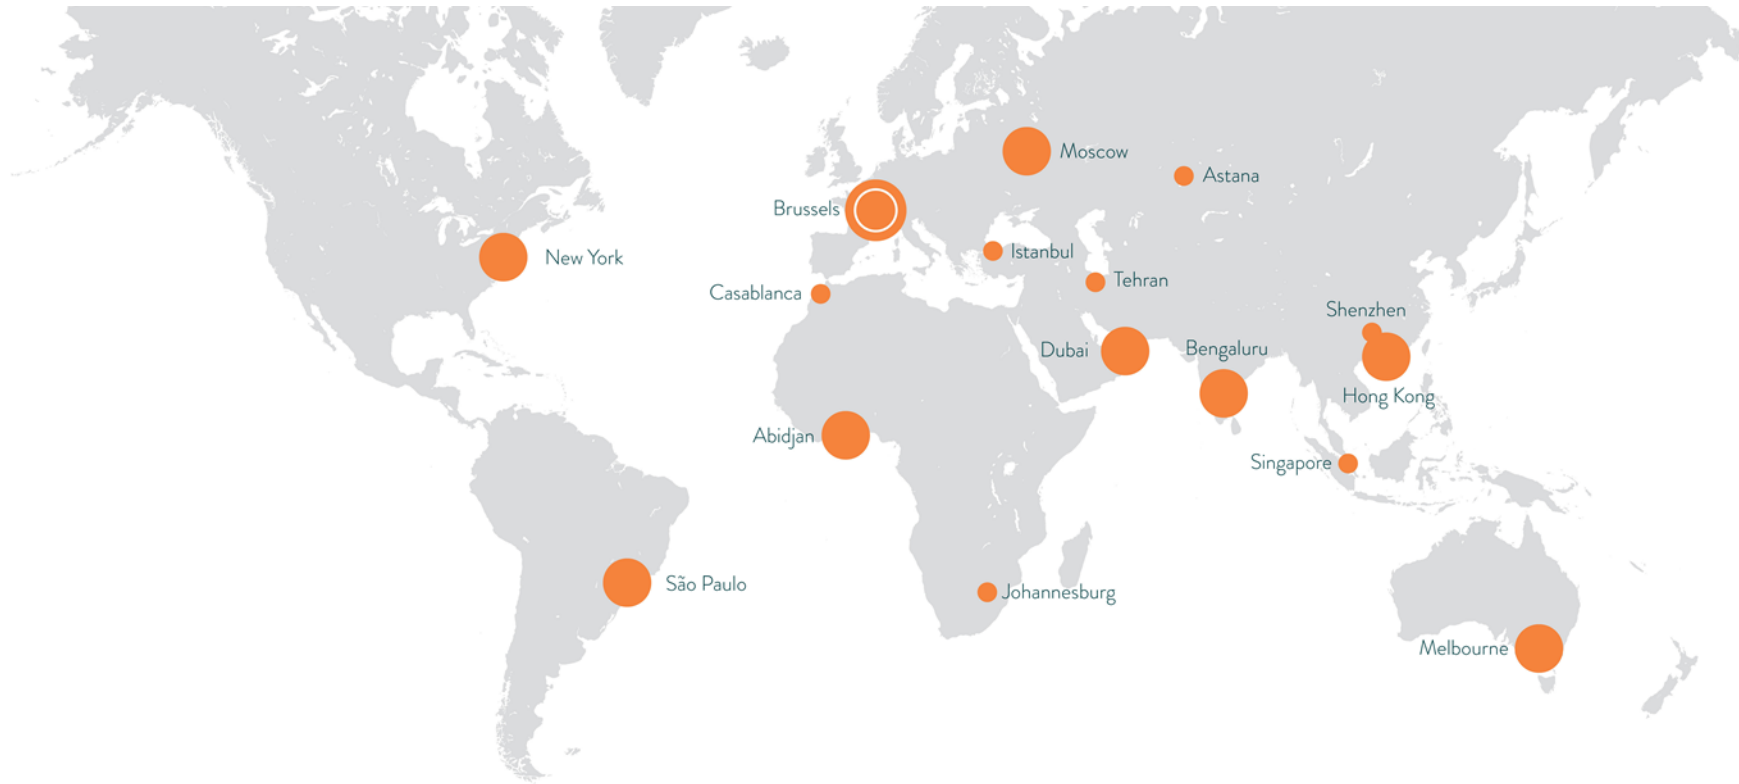 Moscow
Astana
Brussels
Istanbul
New York
Tehran
Casablanca
Shenzhen
Dubai
Bengaluru
Hong Kong
Abidjan
Singapore
São Paulo
Johannesburg
Melbourne